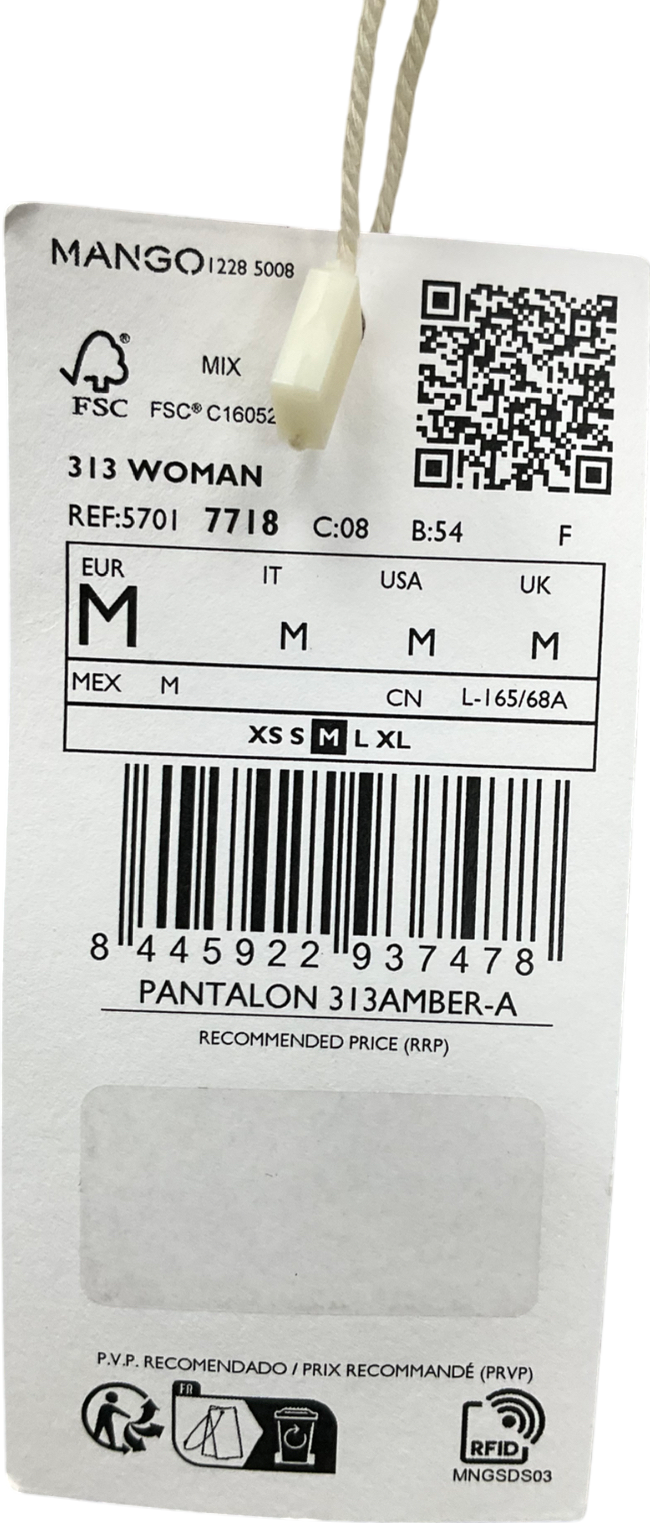 MANGO 1228 5008
MIX
FSC FSC® C16052
313 WOMAN
REF:5701 7718 C:08 B:54 F
EUR IT USA UK
M M M M
MEX M CN L-165/68A
XS S M L XL
8 445922 937478
PANTALON 313AMBER-A
RECOMMENDED PRICE (RRP)
P.V.P. RECOMENDADO / PRIX RECOMMANDÉ (PRVP)
FR
RFID
MNGSDS03